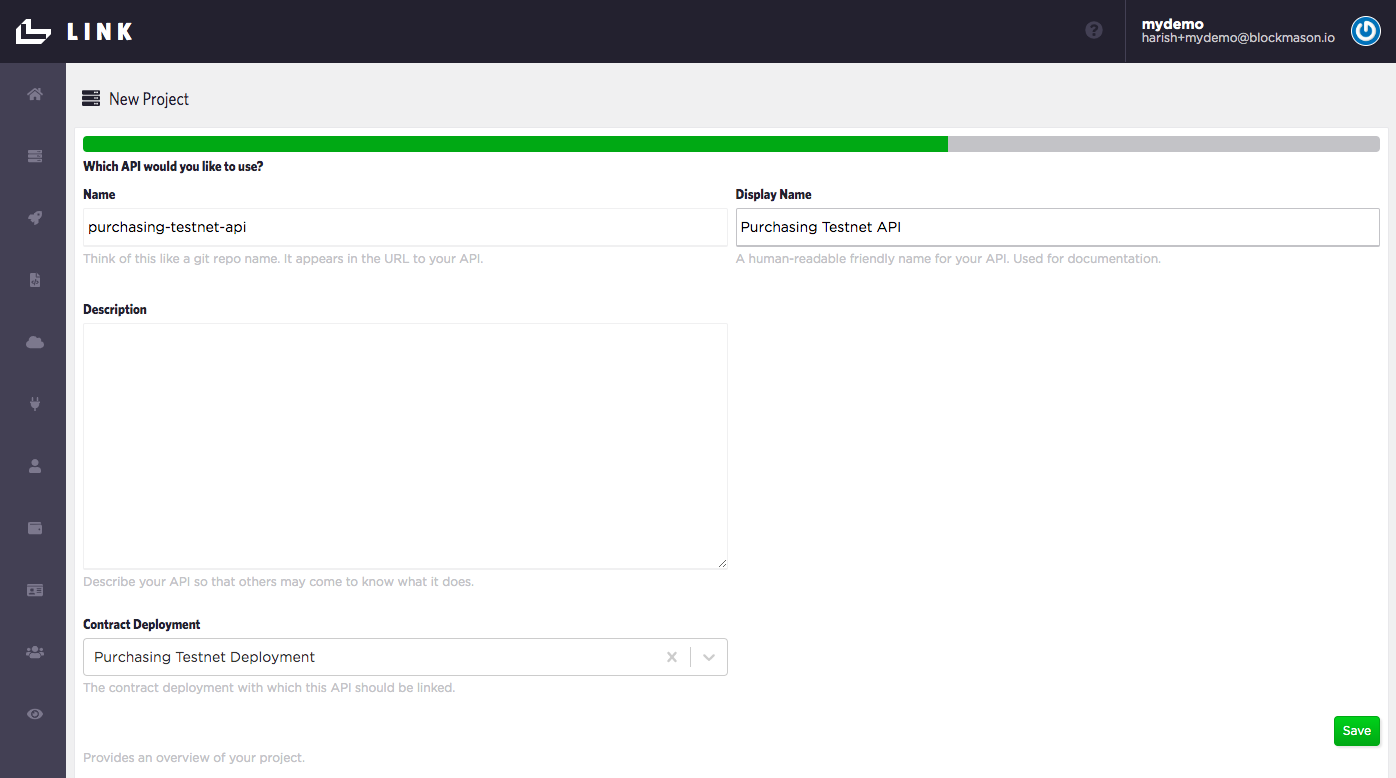 LINK
mydemo
harish+mydemo@blockmason.io
New Project
Which API would you like to use?
Name
Display Name
purchasing-testnet-api
Purchasing Testnet API
Think of this like a git repo name. It appears in the URL to your API.
A human-readable friendly name for your API. Used for documentation.
Description
Describe your API so that others may come to know what it does.
Contract Deployment
Purchasing Testnet Deployment
The contract deployment with which this API should be linked.
Save
Provides an overview of your project.